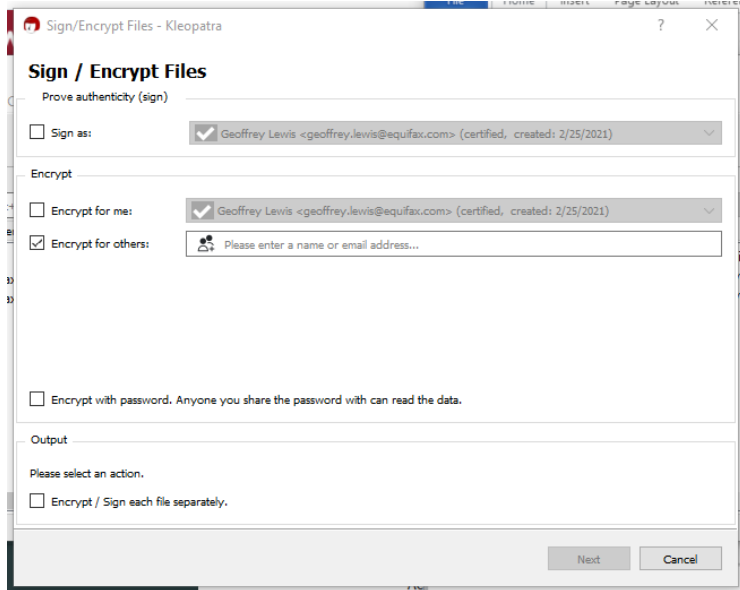 File Home Insert Page Layout
Sign/Encrypt Files - Kleopatra ? ×
Sign / Encrypt Files
Prove authenticity (sign)
Sign as: Geoffrey Lewis <geoffrey.lewis@equifax.com> (certified, created: 2/25/2021)
Encrypt
Encrypt for me: Geoffrey Lewis <geoffrey.lewis@equifax.com> (certified, created: 2/25/2021)
Encrypt for others: Please enter a name or email address...
Encrypt with password. Anyone you share the password with can read the data.
Output
Please select an action.
Encrypt / Sign each file separately.
Next Cancel